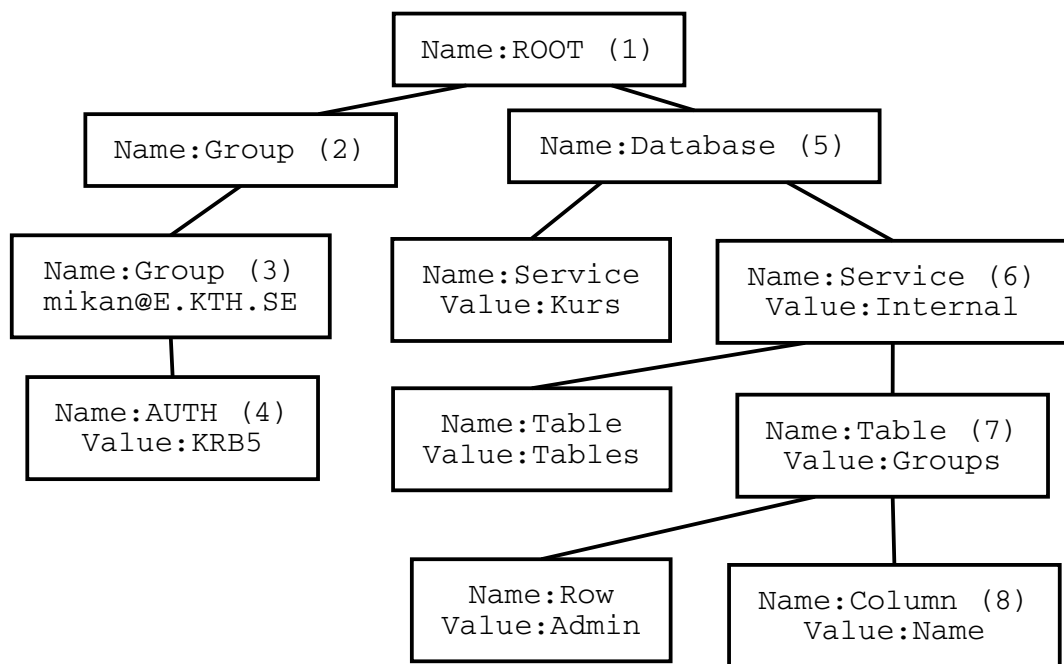 Name:ROOT (1)
Name:Group (2)
Name:Database (5)
Name:Group (3)
mikan@E.KTH.SE
Name:Service
Value:Kurs
Name:Service (6)
Value:Internal
Name:AUTH (4)
Value:KRB5
Name:Table
Value:Tables
Name:Table (7)
Value:Groups
Name:Row
Value:Admin
Name:Column (8)
Value:Name